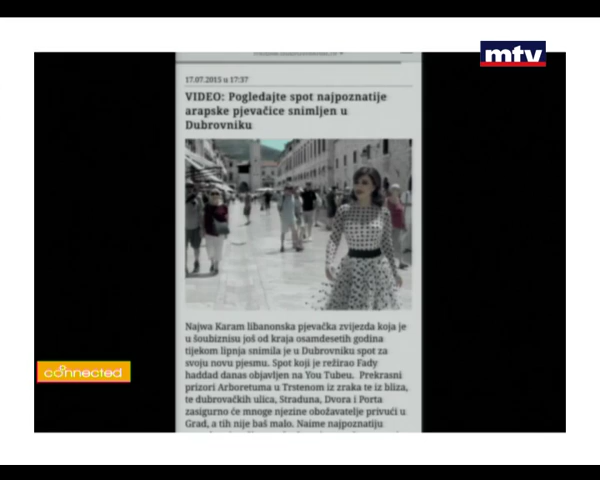 mtv
17.07.2015 u 17:37
VIDEO: Pogledajte spot najpoznatije
arapske pjevačice snimljen u
Dubrovniku
Najwa Karam libanonska pjevačka zvijezda koja je
u šoubiznisu još od kraja osamdesetih godina
tijekom lipnja snimila je u Dubrovniku spot za
svoju novu pjesmu. Spot koji je režirao Fady
haddad danas objavljen na You Tubeu. Prekrasni
prizori Arboretuma u Trstenom iz zraka te iz bliza,
te dubrovačkih ulica, Straduna, Dvora i Porta
zasigurno će mnoge njezine obožavatelje privući u
Grad, a tih nije baš malo. Naime najpoznatiju
connected